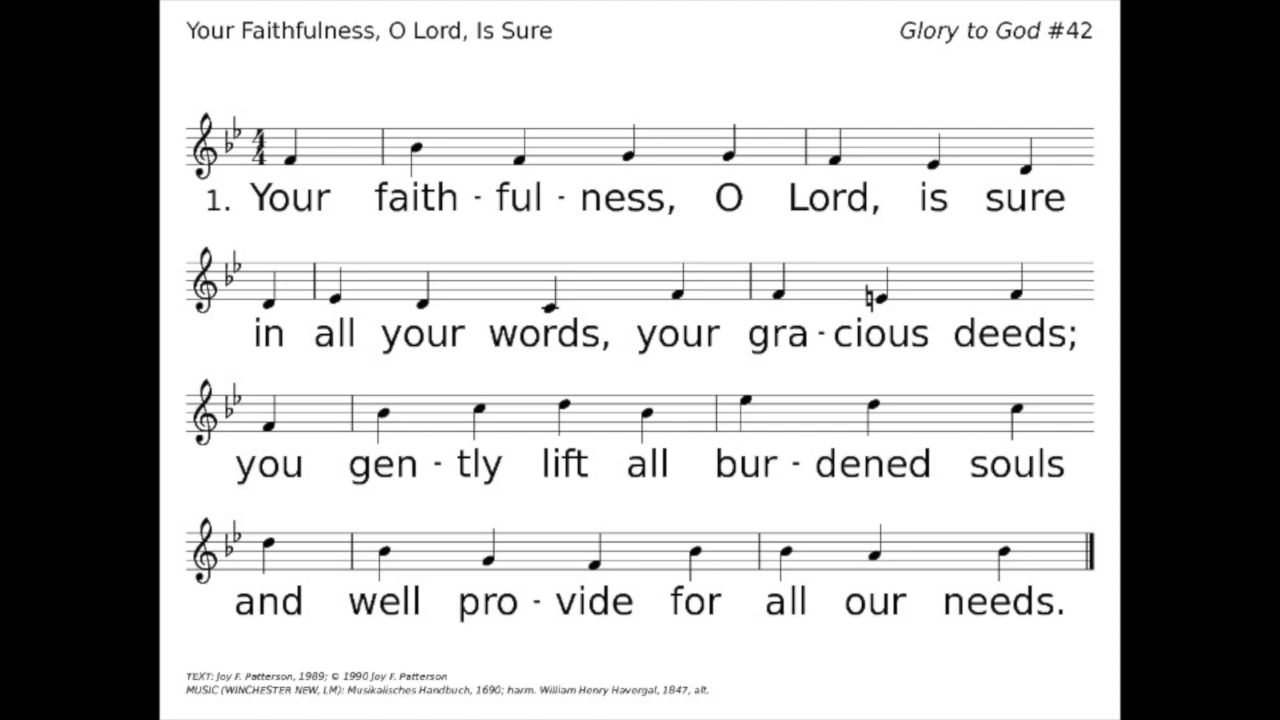 Your Faithfulness, O Lord, Is Sure
Glory to God #42
4
4
1. Your faith - ful - ness, O Lord, is sure
in all your words, your gra - cious deeds;
you gen - tly lift all bur - dened souls
and well pro - vide for all our needs.
TEXT: Joy F. Patterson, 1989; © 1990 Joy F. Patterson
MUSIC (WINCHESTER NEW, LM): Musikalisches Handbuch, 1690; harm. William Henry Havergal, 1847, alt.